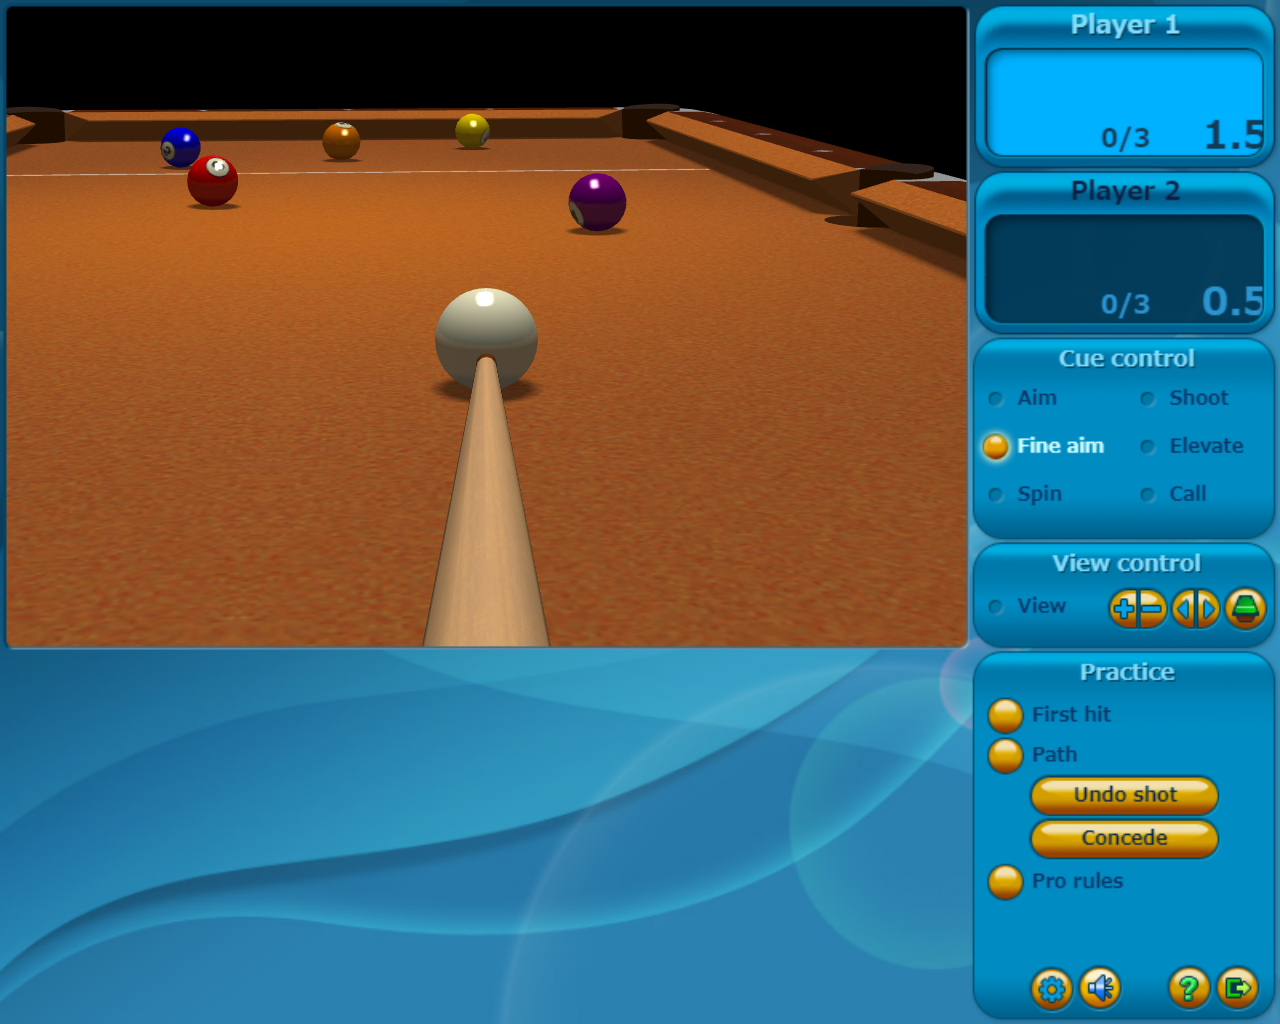 Player 1
0/3 1.5
Player 2
0/3 0.5
Cue control
Aim Shoot
Fine aim Elevate
Spin Call
View control
View
Practice
First hit
Path
Undo shot
Concede
Pro rules